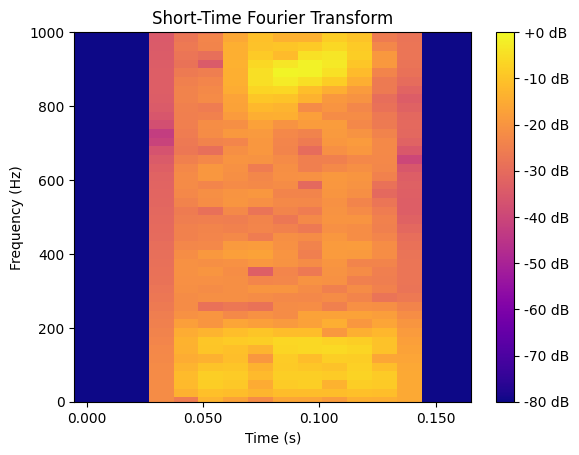 Short-Time Fourier Transform
Frequency (Hz)
1000
800
600
400
200
0
0.000
0.050
0.100
0.150
Time (s)
+0 dB
-10 dB
-20 dB
-30 dB
-40 dB
-50 dB
-60 dB
-70 dB
-80 dB